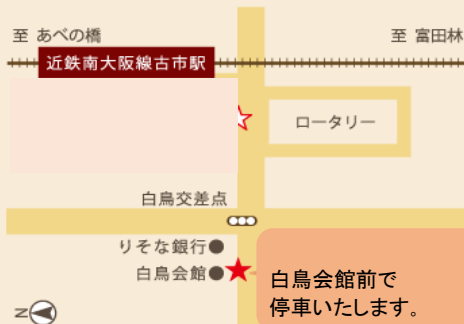 至 あべの橋
至 富田林
近鉄南大阪線古市駅
ロータリー
白鳥交差点
りそな銀行●
白鳥会館●
白鳥会館前で
停車いたします。
N